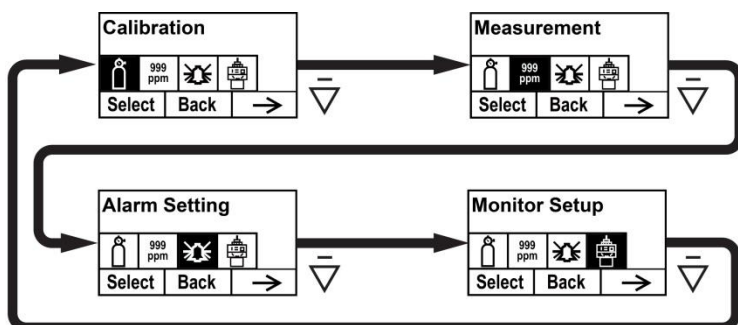 Calibration
999
ppm
Select Back →
Measurement
999
ppm
Select Back →
Alarm Setting
999
ppm
Select Back →
Monitor Setup
999
ppm
Select Back →